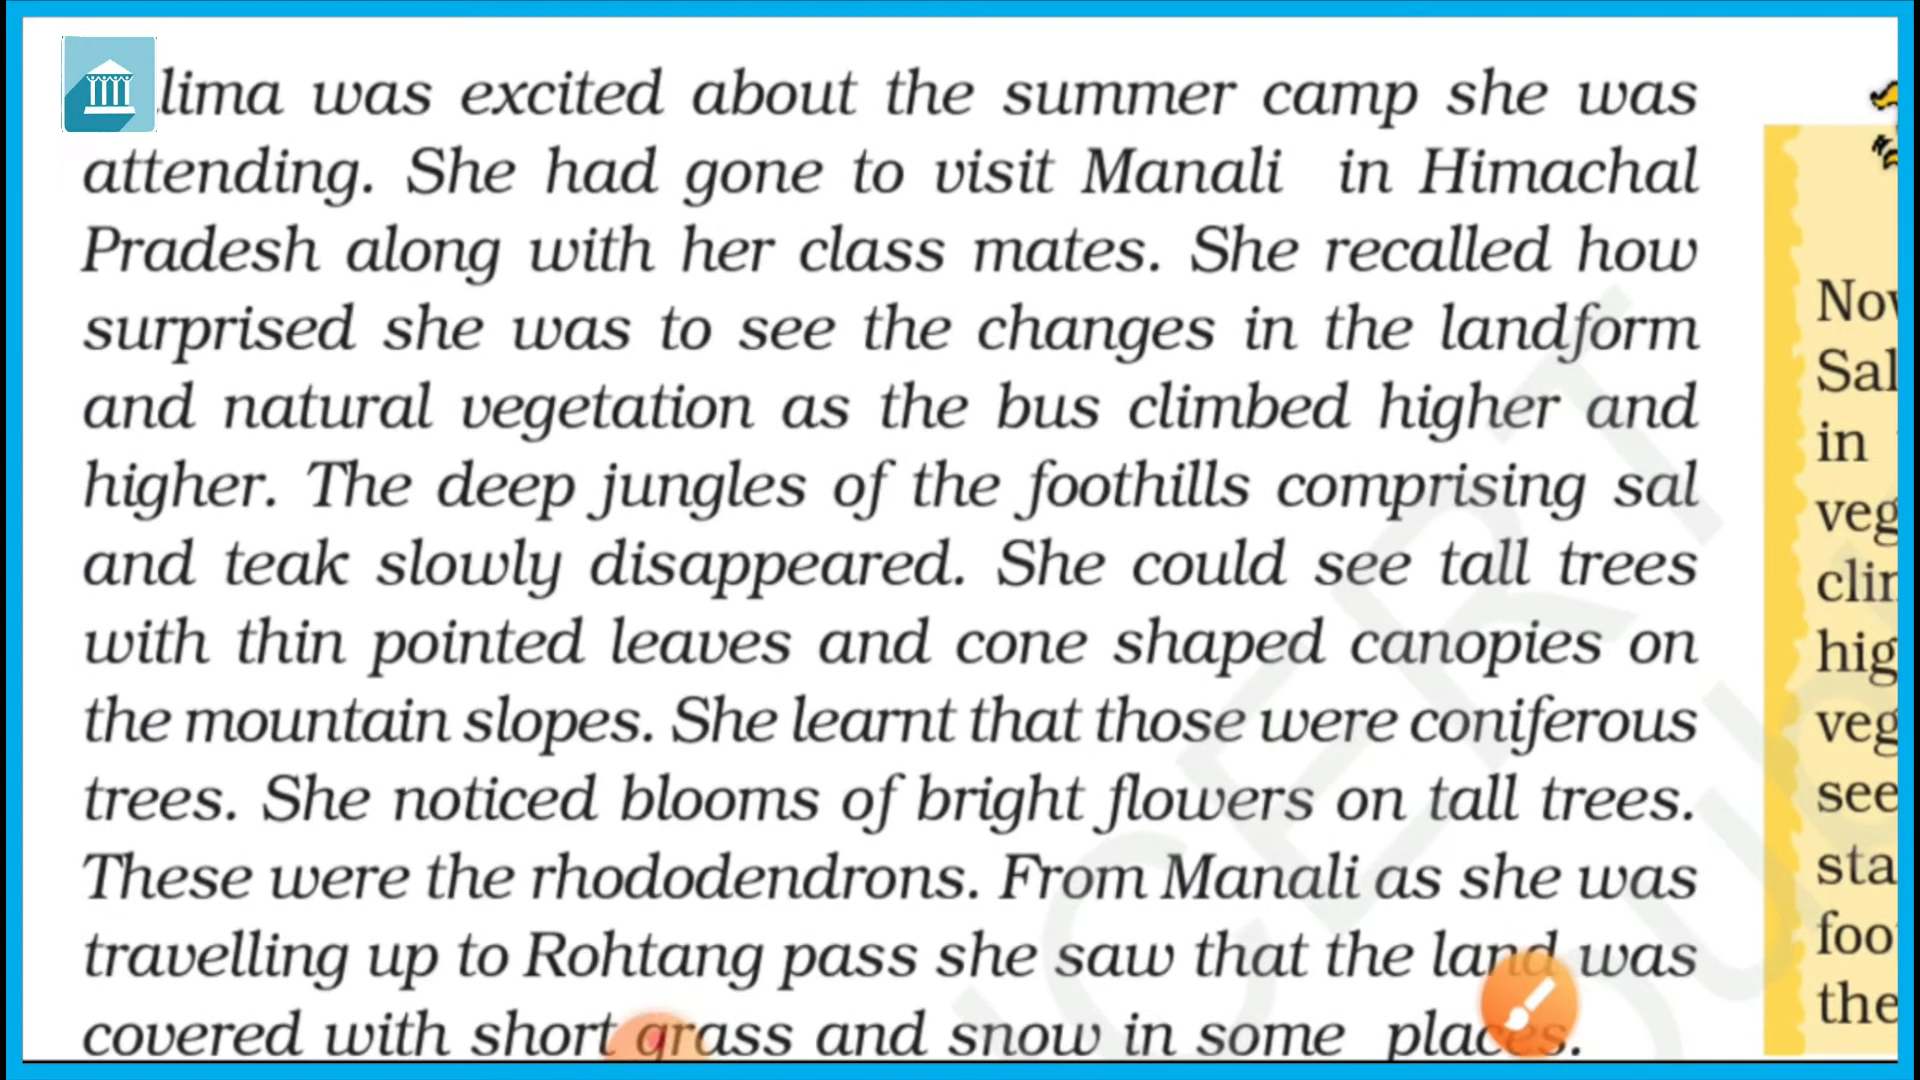 lima was excited about the summer camp she was
attending. She had gone to visit Manali in Himachal
Pradesh along with her class mates. She recalled how
surprised she was to see the changes in the landform
and natural vegetation as the bus climbed higher and
higher. The deep jungles of the foothills comprising sal
and teak slowly disappeared. She could see tall trees
with thin pointed leaves and cone shaped canopies on
the mountain slopes. She learnt that those were coniferous
trees. She noticed blooms of bright flowers on tall trees.
These were the rhododendrons. From Manali as she was
travelling up to Rohtang pass she saw that the land was
covered with short grass and snow in some places.
Sal
in
veg
hig
veg
see
sta
foo
the